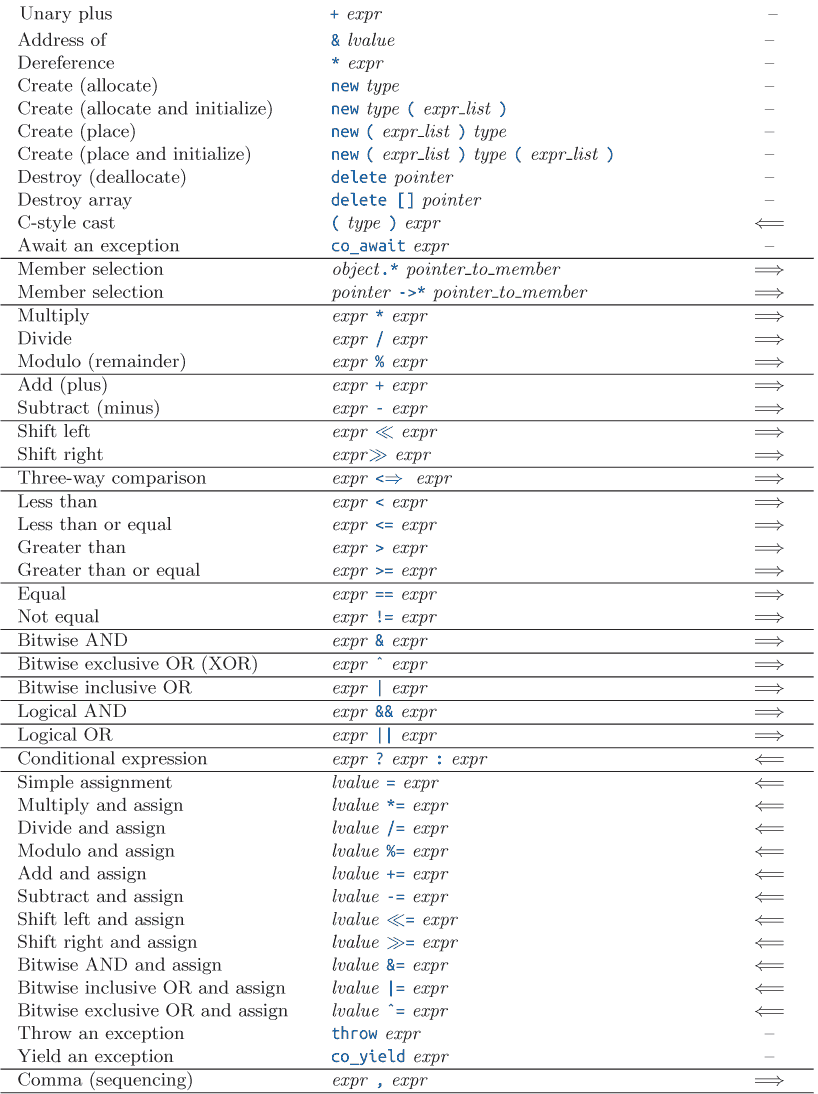 Unary plus + expr –
Address of & lvalue –
Dereference * expr –
Create (allocate) new type –
Create (allocate and initialize) new type ( expr_list ) –
Create (place) new ( expr_list ) type –
Create (place and initialize) new ( expr_list ) type ( expr_list ) –
Destroy (deallocate) delete pointer –
Destroy array delete [] pointer –
C-style cast ( type ) expr ⟸
Await an exception co_await expr –
Member selection object.* pointer_to_member ⟹
Member selection pointer ->* pointer_to_member ⟹
Multiply expr * expr ⟹
Divide expr / expr ⟹
Modulo (remainder) expr % expr ⟹
Add (plus) expr + expr ⟹
Subtract (minus) expr - expr ⟹
Shift left expr ≪ expr ⟹
Shift right expr≫ expr ⟹
Three-way comparison expr <⇒ expr ⟹
Less than expr < expr ⟹
Less than or equal expr <= expr ⟹
Greater than expr > expr ⟹
Greater than or equal expr >= expr ⟹
Equal expr == expr ⟹
Not equal expr != expr ⟹
Bitwise AND expr & expr ⟹
Bitwise exclusive OR (XOR) expr ^ expr ⟹
Bitwise inclusive OR expr | expr ⟹
Logical AND expr && expr ⟹
Logical OR expr || expr ⟹
Conditional expression expr ? expr : expr ⟸
Simple assignment lvalue = expr ⟸
Multiply and assign lvalue *= expr ⟸
Divide and assign lvalue /= expr ⟸
Modulo and assign lvalue %= expr ⟸
Add and assign lvalue += expr ⟸
Subtract and assign lvalue -= expr ⟸
Shift left and assign lvalue ≪= expr ⟸
Shift right and assign lvalue ≫= expr ⟸
Bitwise AND and assign lvalue &= expr ⟸
Bitwise inclusive OR and assign lvalue |= expr ⟸
Bitwise exclusive OR and assign lvalue ^= expr ⟸
Throw an exception throw expr –
Yield an exception co_yield expr –
Comma (sequencing) expr , expr ⟹